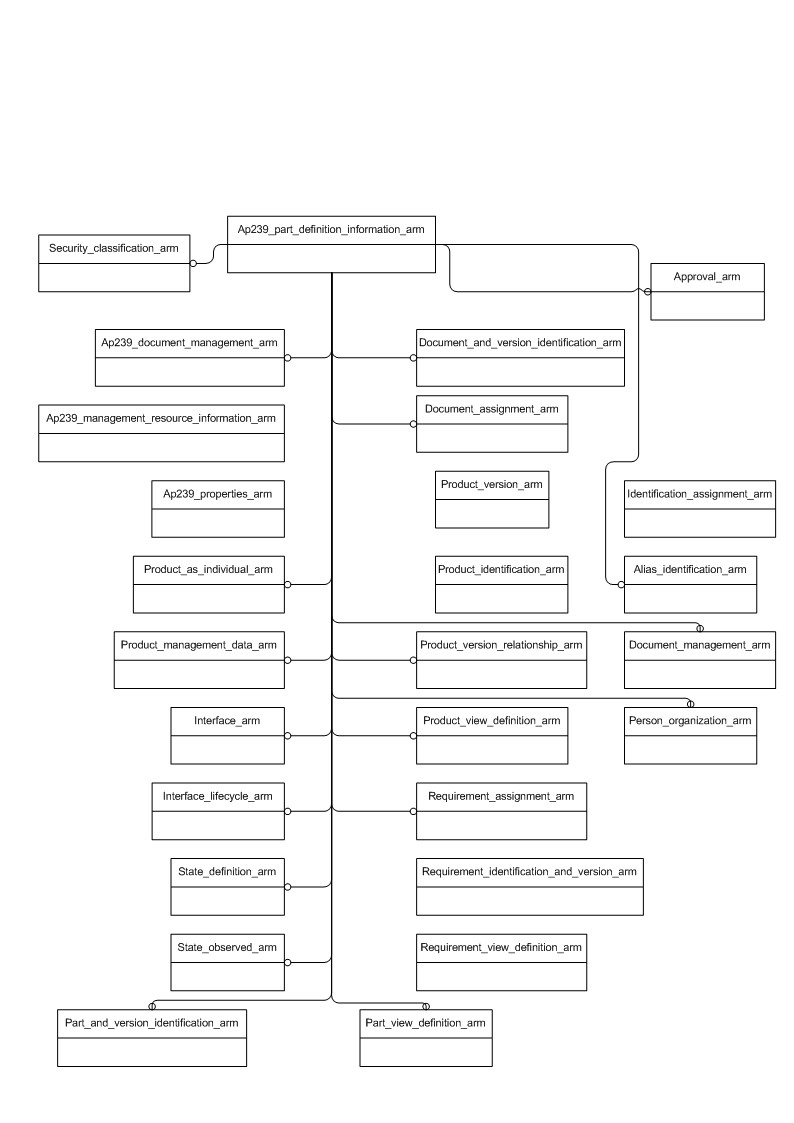 Ap239_part_definition_information_arm
Security_classification_arm
Approval_arm
Ap239_document_management_arm
Document_and_version_identification_arm
Ap239_management_resource_information_arm
Document_assignment_arm
Ap239_properties_arm
Product_version_arm
Identification_assignment_arm
Product_as_individual_arm
Product_identification_arm
Alias_identification_arm
Product_management_data_arm
Product_version_relationship_arm
Document_management_arm
Interface_arm
Product_view_definition_arm
Person_organization_arm
Interface_lifecycle_arm
Requirement_assignment_arm
State_definition_arm
Requirement_identification_and_version_arm
State_observed_arm
Requirement_view_definition_arm
Part_and_version_identification_arm
Part_view_definition_arm